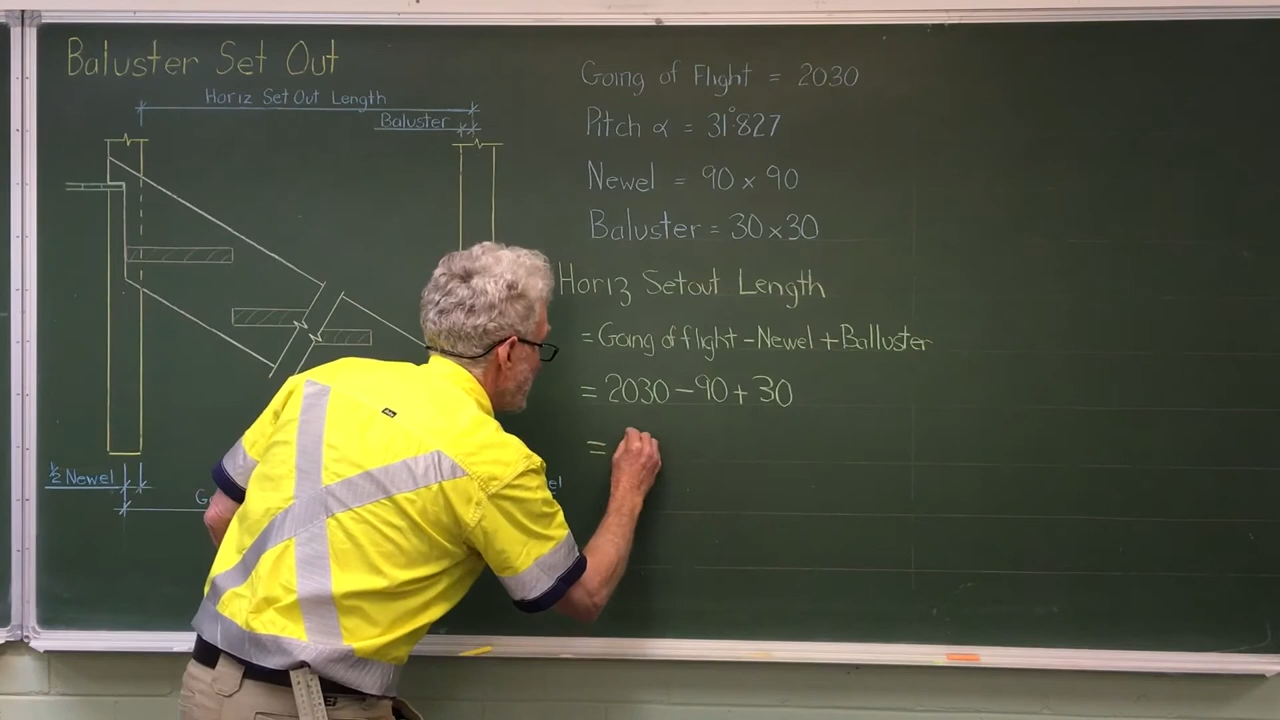 Baluster Set Out
Horiz Set Out Length
Baluster
½ Newel
Going of Flight = 2030
Pitch α = 31°.827
Newel = 90 x 90
Baluster = 30 x 30
Horiz Setout Length
= Going of flight - Newel + Balluster
= 2030 - 90 + 30
=